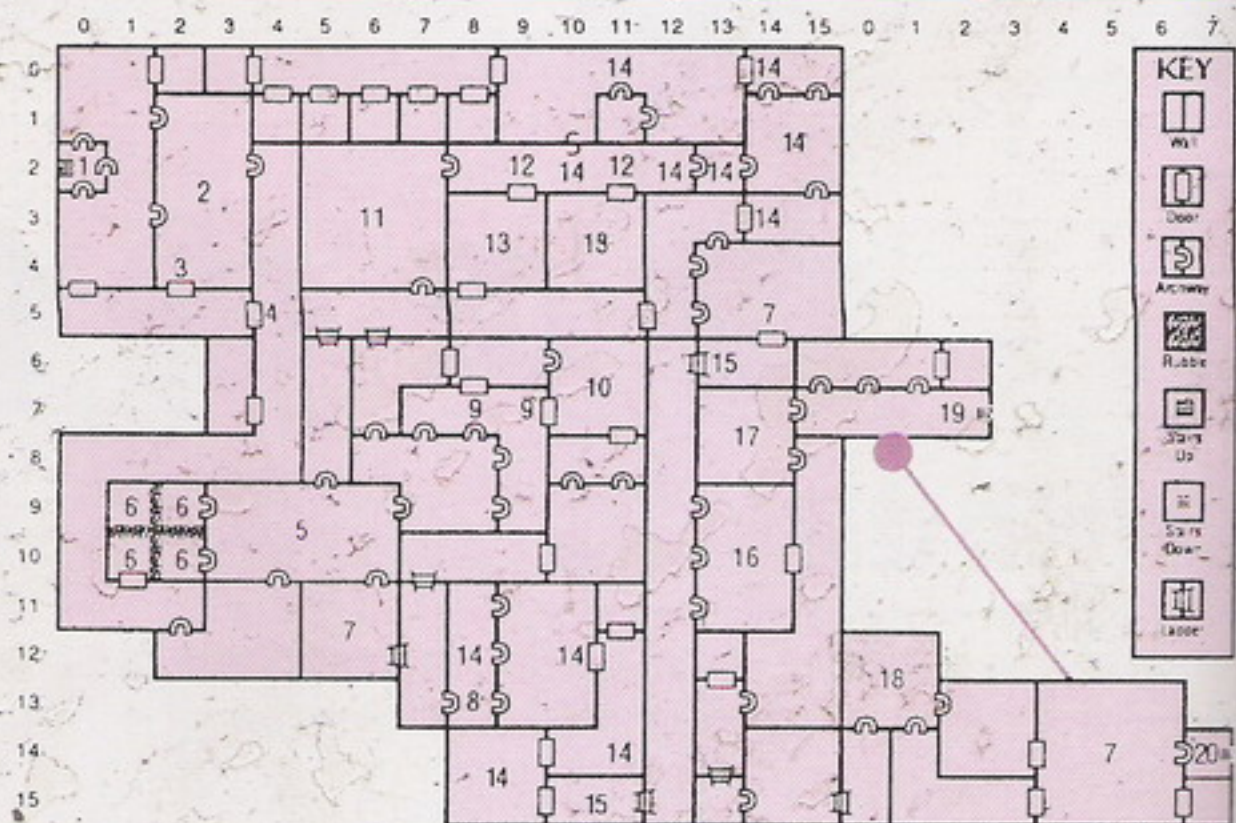 0 1 2 3 4 5 6 7 8 9 10 11 12 13 14 15 0 1 2 3 4 5 6 7
0 14 14 KEY
1 14 Wall
2 1 2 12 14 12 14 14 Door
3 11 13 13 14 Archway
4 3
5 4 7 Rubble
6 15
7 9 9 10 17 19 Stairs Up
8
9 6 6 5 Stairs Down
10 6 6 16
11 7 Ladder
12 14 14 18
13 8
14 14 14 7 20
15 15